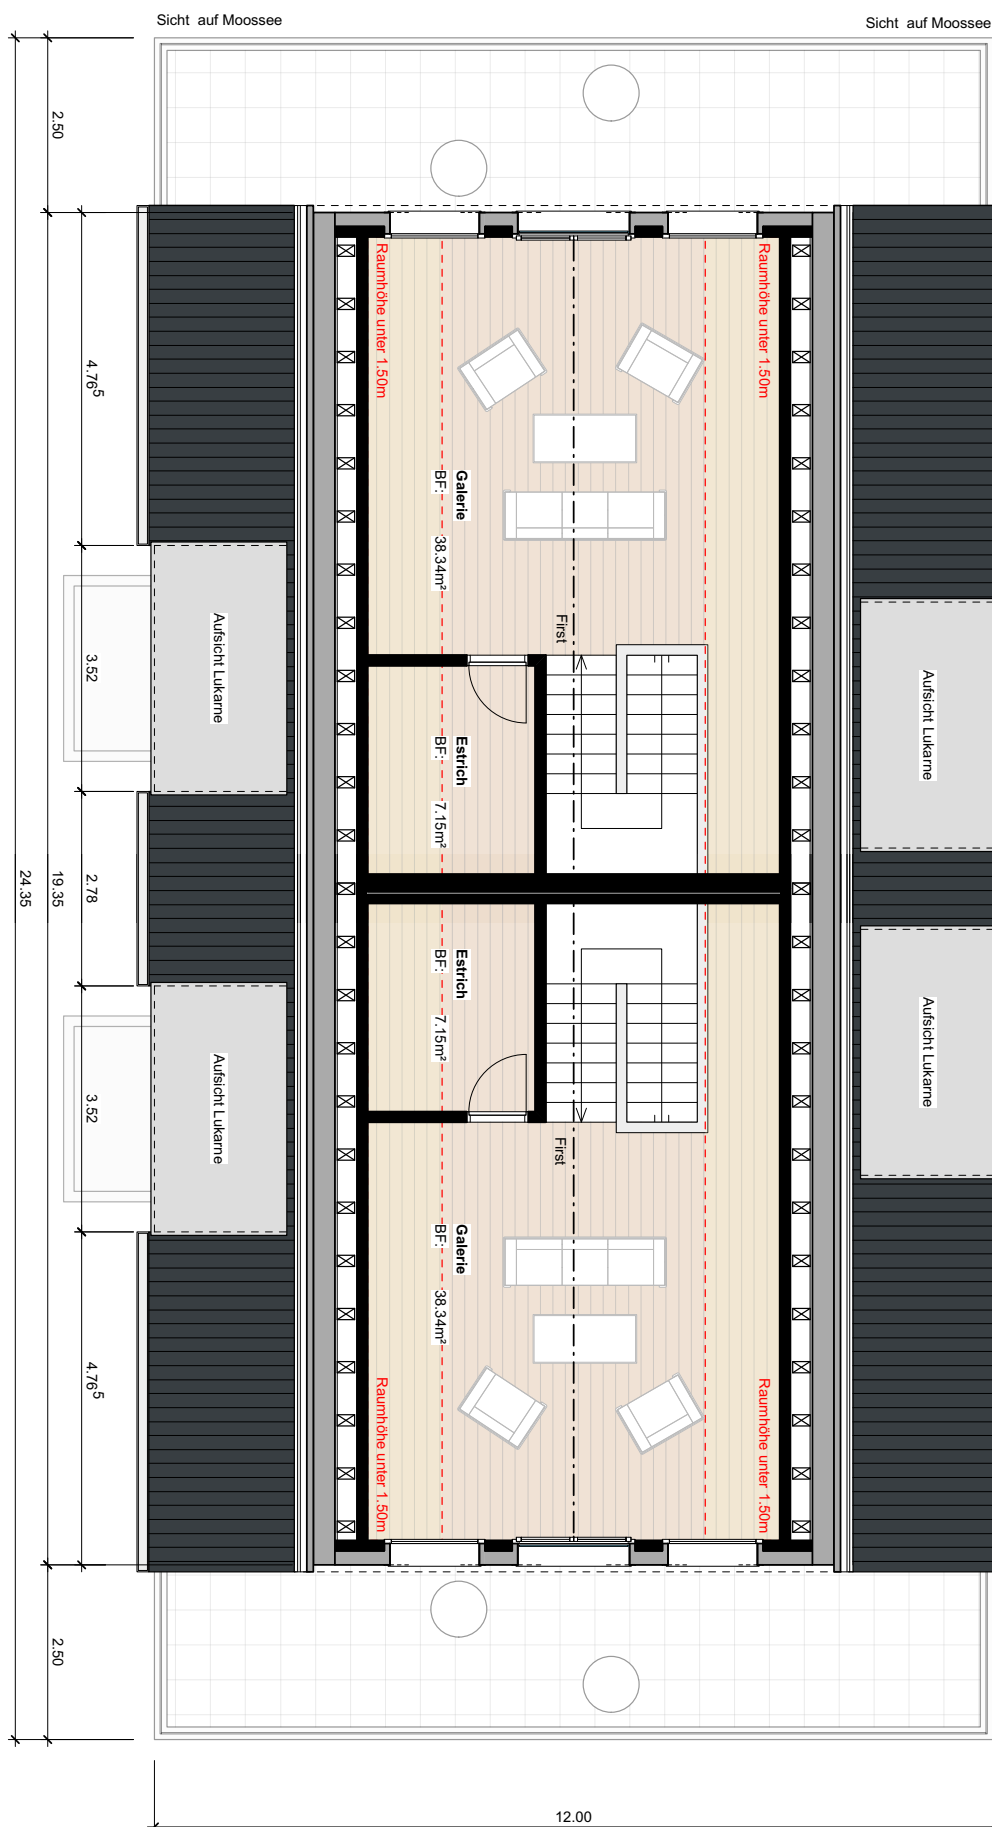 Sicht auf Moossee
Sicht auf Moossee
2.50
4.76⁵
3.52
2.78
3.52
4.76⁵
2.50
19.35
24.35
Raumhöhe unter 1.50m
Raumhöhe unter 1.50m
Galerie
BF: 38.34m²
First
Aufsicht Lukarne
Aufsicht Lukarne
Estrich
BF: 7.15m²
Estrich
BF: 7.15m²
Aufsicht Lukarne
Aufsicht Lukarne
First
Galerie
BF: 38.34m²
Raumhöhe unter 1.50m
Raumhöhe unter 1.50m
12.00